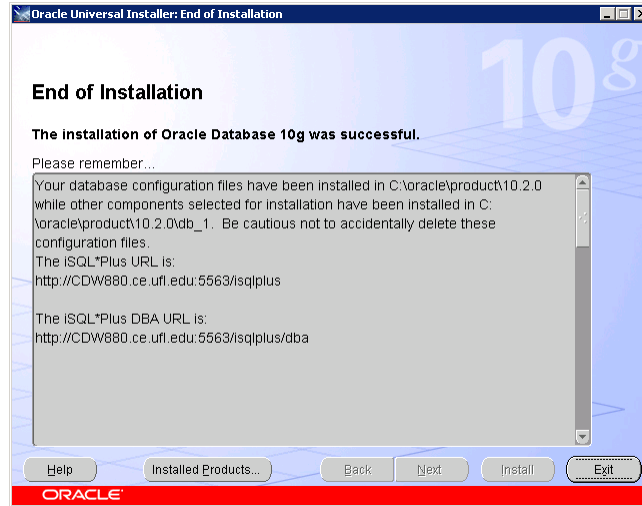 Oracle Universal Installer: End of Installation
10g
End of Installation
The installation of Oracle Database 10g was successful.
Please remember...
Your database configuration files have been installed in C:\oracle\product\10.2.0
while other components selected for installation have been installed in C:
\oracle\product\10.2.0\db_1.  Be cautious not to accidentally delete these
configuration files.
The iSQL*Plus URL is:
http://CDW880.ce.ufl.edu:5563/isqlplus
The iSQL*Plus DBA URL is:
http://CDW880.ce.ufl.edu:5563/isqlplus/dba
Help Installed Products... Back Next Install Exit
ORACLE